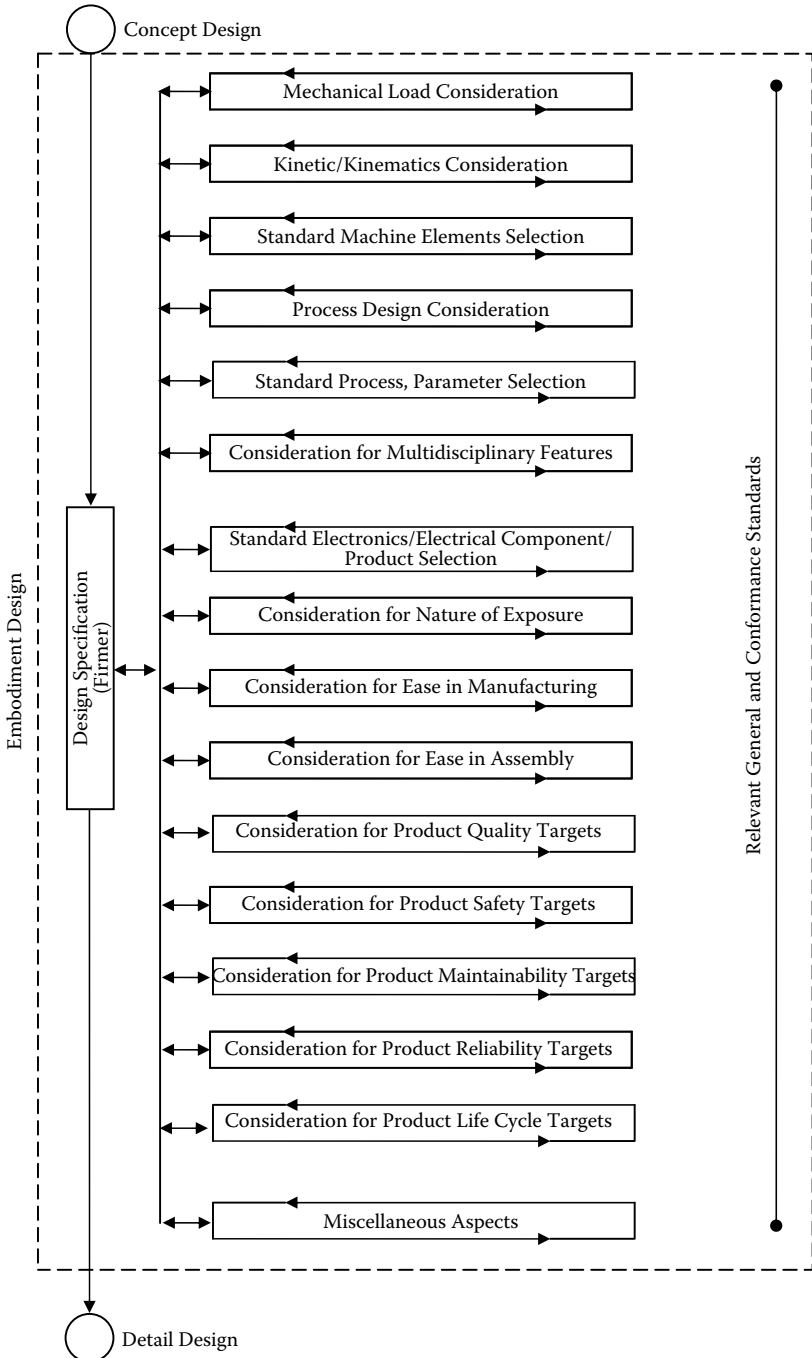 Concept Design
Mechanical Load Consideration
Kinetic/Kinematics Consideration
Standard Machine Elements Selection
Process Design Consideration
Standard Process, Parameter Selection
Consideration for Multidisciplinary Features
Standard Electronics/Electrical Component/
Product Selection
Consideration for Nature of Exposure
Consideration for Ease in Manufacturing
Consideration for Ease in Assembly
Consideration for Product Quality Targets
Consideration for Product Safety Targets
Consideration for Product Maintainability Targets
Consideration for Product Reliability Targets
Consideration for Product Life Cycle Targets
Miscellaneous Aspects
Embodiment Design
Design Specification
(Firmer)
Relevant General and Conformance Standards
Detail Design